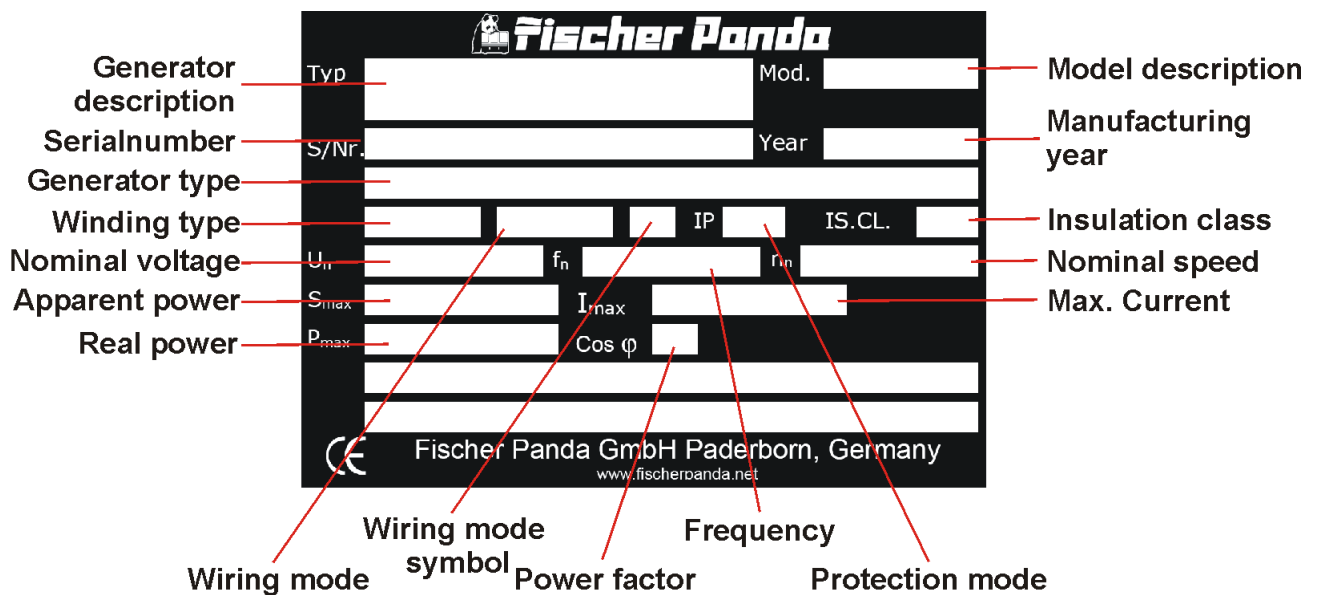 Fischer Panda
Generator description
Typ
Mod.
Model description
Serialnumber
S/Nr.
Year
Manufacturing year
Generator type
Winding type
IP
IS.CL.
Insulation class
Nominal voltage
Un
fn
nn
Nominal speed
Apparent power
Smax
Imax
Max. Current
Real power
Pmax
Cos φ
CE
Fischer Panda GmbH Paderborn, Germany
www.fischerpanda.net
Wiring mode symbol
Frequency
Wiring mode
Power factor
Protection mode